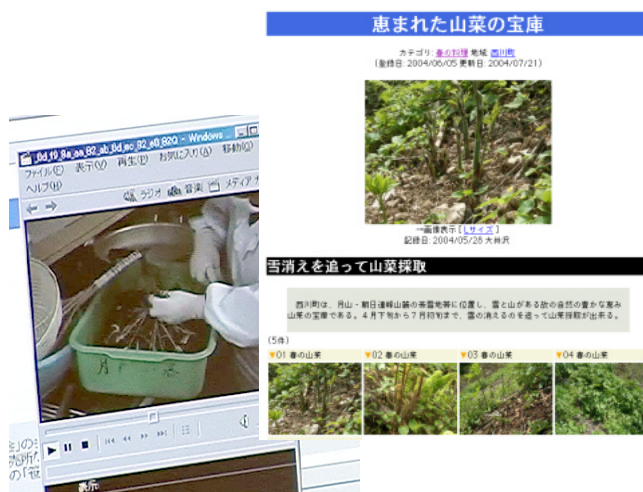 恵まれた山菜の宝庫
カテゴリ: 春の料理 地域: 西川町
(登録日: 2004/06/05 更新日: 2004/07/21)
→画像表示 [ Lサイズ ]
記録日: 2004/05/28 大井沢
雪消えを追って山菜採取
西川町は、月山・朝日連峰山麓の多雪地帯に位置し、雪と山がある故の自然の豊かな恵み
山菜の宝庫である。4月下旬から7月初旬まで、雪の消えるのを追って山菜採取が出来る。
(5件)
▼01 春の山菜 ▼02 春の山菜 ▼03 春の山菜 ▼04 春の山菜
_0d_f9_8a_aa_82_ab_0d_ec_82_e8_82Q - Windows
ファイル(F) 表示(V) 再生(P) お気に入り(A) 移動(G)
ヘルプ(H)
ラジオ 音楽 メディア
表示